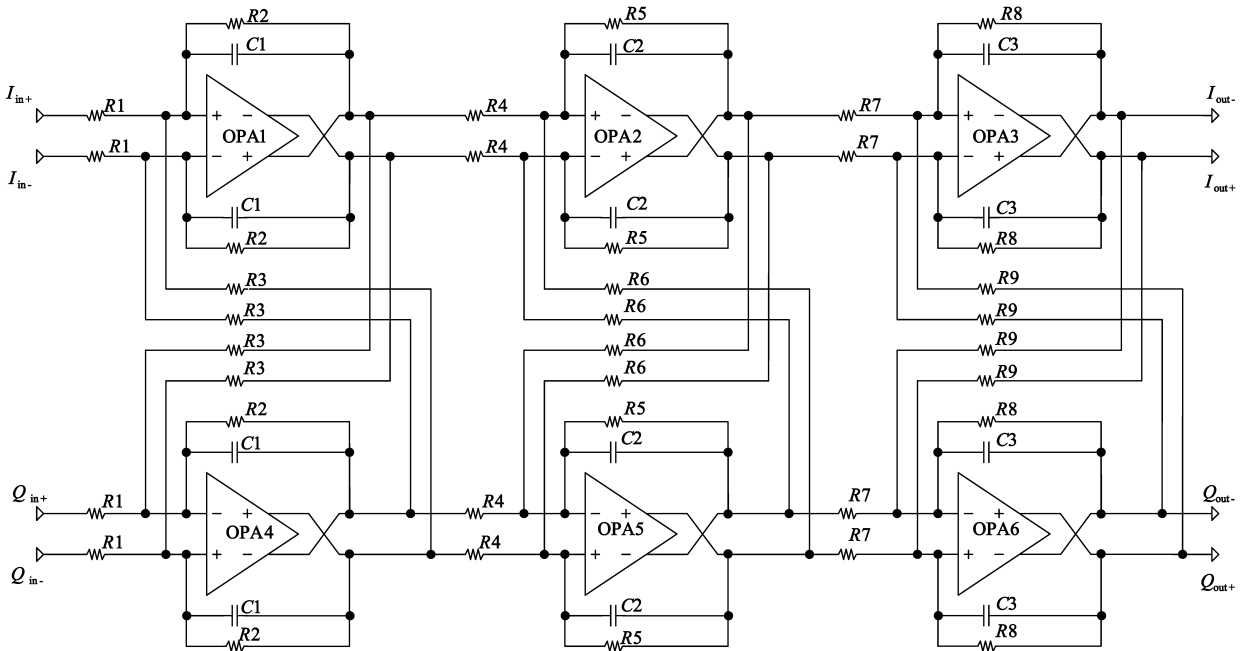 R2 R5 R8
C1 C2 C3
I in+ R1 + − R4 + − R7 + − I out-
OPA1 OPA2 OPA3
I in- R1 − + R4 − + R7 − + I out+
C1 C2 C3
R2 R5 R8
R3 R6 R9
R3 R6 R9
R3 R6 R9
R3 R6 R9
R2 R5 R8
C1 C2 C3
Q in+ R1 − + R4 − + R7 − + Q out-
OPA4 OPA5 OPA6
Q in- R1 + − R4 + − R7 + − Q out+
C1 C2 C3
R2 R5 R8